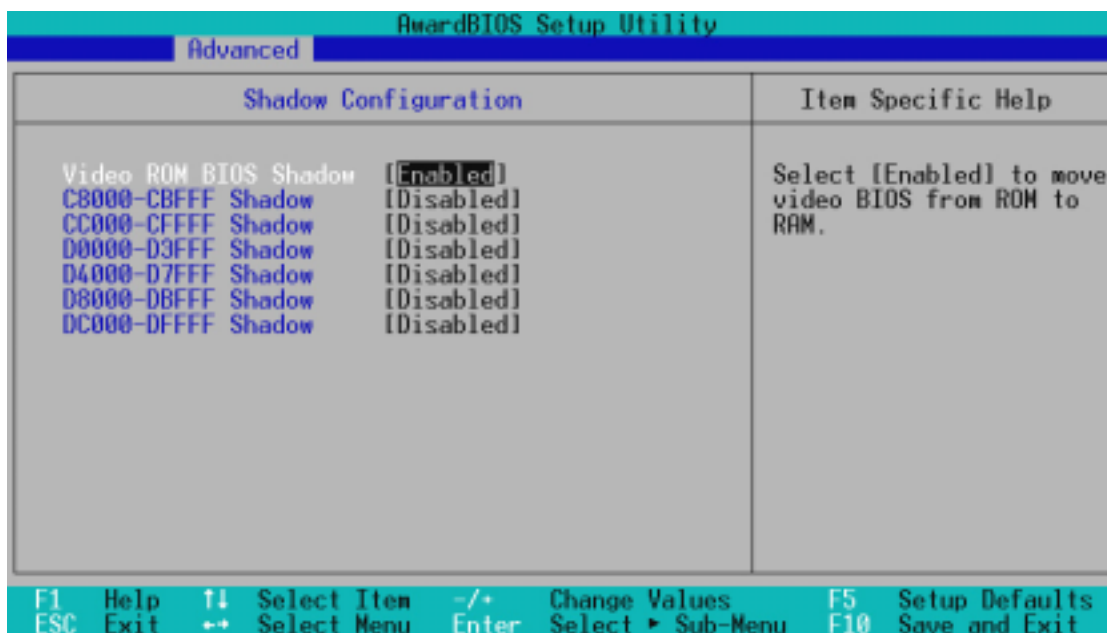 AwardBIOS Setup Utility
Advanced
Shadow Configuration
Item Specific Help
Video ROM BIOS Shadow [Enabled]
C8000-CBFFF Shadow [Disabled]
CC000-CFFFF Shadow [Disabled]
D0000-D3FFF Shadow [Disabled]
D4000-D7FFF Shadow [Disabled]
D8000-DBFFF Shadow [Disabled]
DC000-DFFFF Shadow [Disabled]
Select [Enabled] to move
video BIOS from ROM to
RAM.
F1 Help ↑↓ Select Item -/+ Change Values F5 Setup Defaults
ESC Exit ←→ Select Menu Enter Select ► Sub-Menu F10 Save and Exit